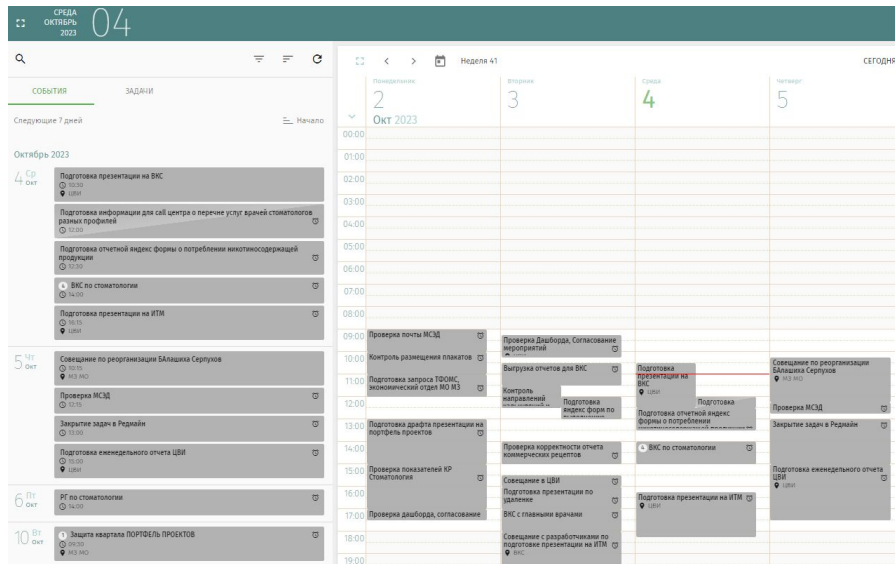 СРЕДА
ОКТЯБРЬ
2023
04
СОБЫТИЯ
ЗАДАЧИ
Следующие 7 дней
Начало
Октябрь 2023
4 Ср
Окт
Подготовка презентации на ВКС
10:30
ЦВИ
Подготовка информации для call центра о перечне услуг врачей стоматологов
разных профилей
12:00
Подготовка отчетной яндекс формы о потреблении никотиносодержащей
продукции
12:30
4 ВКС по стоматологии
14:00
Подготовка презентации на ИТМ
16:15
ЦВИ
5 Чт
Окт
Совещание по реорганизации БАлашиха Серпухов
10:15
МЗ МО
Проверка МСЭД
12:15
Закрытие задач в Редмайн
13:00
Подготовка еженедельного отчета ЦВИ
15:00
ЦВИ
6 Пт
Окт
РГ по стоматологии
14:00
10 Вт
Окт
1 Защита квартала ПОРТФЕЛЬ ПРОЕКТОВ
09:30
МЗ МО
Неделя 41
СЕГОДНЯ
Понедельник
2
Окт 2023
Вторник
3
Среда
4
Четверг
5
00:00
01:00
02:00
03:00
04:00
05:00
06:00
07:00
08:00
09:00
10:00
11:00
12:00
13:00
14:00
15:00
16:00
17:00
18:00
19:00
Проверка почты МСЭД
Контроль размещения плакатов
Подготовка запроса ТФОМС,
экономический отдел МО МЗ
Подготовка драфта презентации на
портфель проектов
Проверка показателей КР
Стоматология
Проверка дашборда, согласование
Проверка Дашборда, Согласование
мероприятий
Выгрузка отчетов для ВКС
Контроль
направлений
Подготовка
яндекс форм по
Проверка корректности отчета
коммерческих рецептов
Совещание в ЦВИ
Подготовка презентации по
удаленке
ВКС с главными врачами
Совещание с разработчиками по
подготовке презентации на ИТМ
ВКС
Подготовка
презентации на
ВКС
ЦВИ
Подготовка
Подготовка отчетной яндекс
формы о потреблении
4 ВКС по стоматологии
Подготовка презентации на ИТМ
ЦВИ
Совещание по реорганизации
БАлашиха Серпухов
МЗ МО
Проверка МСЭД
Закрытие задач в Редмайн
Подготовка еженедельного отчета
ЦВИ
ЦВИ